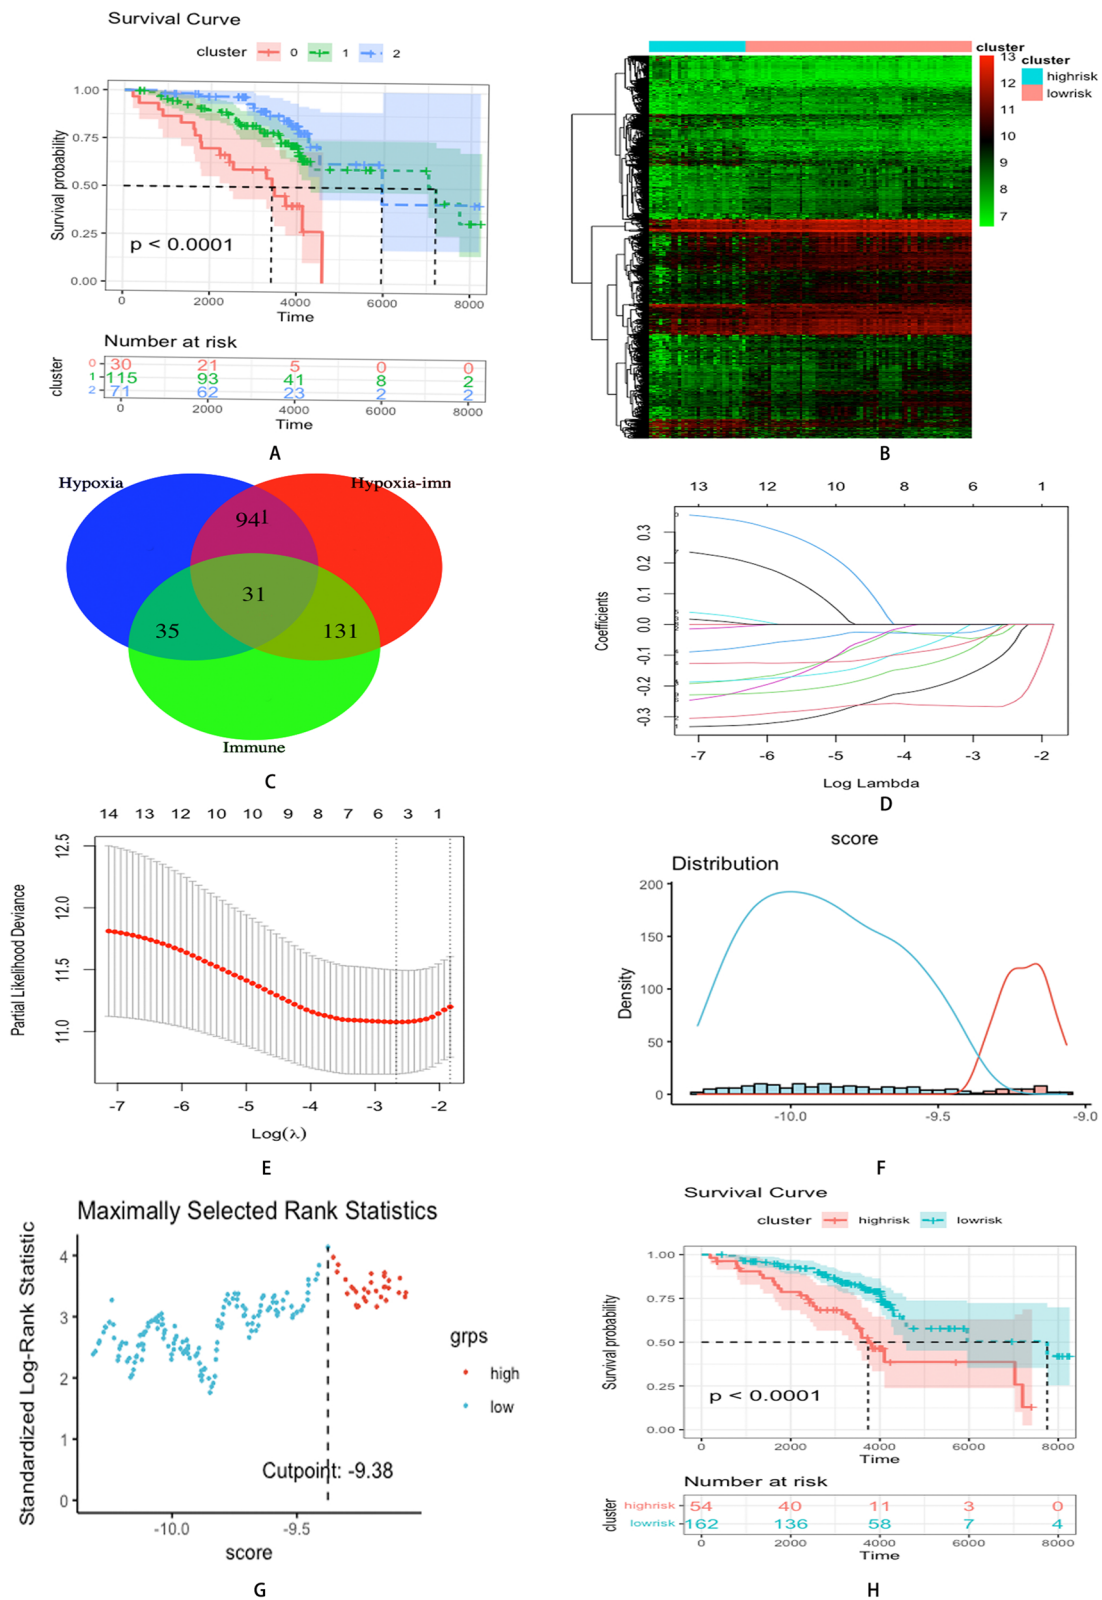 Survival Curve
cluster 0 1 2
1.00
0.75
0.50
0.25
0.00
Survival probability
p < 0.0001
0 2000 4000 6000 8000
Time
Number at risk
cluster
0 30 21 5 0 0
1 115 93 41 8 2
2 71 62 23 2 2
0 2000 4000 6000 8000
Time
A
cluster
13
12
11
10
9
8
7
cluster
highrisk
lowrisk
B
Hypoxia
Hypoxia-imn
941
31
35
131
Immune
C
13 12 10 8 6 1
Coefficients
0.3
0.2
0.1
0.0
-0.1
-0.2
-0.3
-7 -6 -5 -4 -3 -2
Log Lambda
D
14 13 12 10 10 9 8 7 6 3 1
Partial Likelihood Deviance
12.5
12.0
11.5
11.0
-7 -6 -5 -4 -3 -2
Log(λ)
E
score
Distribution
200
150
100
50
0
Density
-10.0 -9.5 -9.0
F
Maximally Selected Rank Statistics
Standardized Log-Rank Statistic
4
3
2
1
0
Cutpoint: -9.38
-10.0 -9.5
score
grps
high
low
G
Survival Curve
cluster highrisk lowrisk
1.00
0.75
0.50
0.25
0.00
Survival probability
p < 0.0001
0 2000 4000 6000 8000
Time
Number at risk
cluster
highrisk 54 40 11 3 0
lowrisk 162 136 58 7 4
0 2000 4000 6000 8000
Time
H